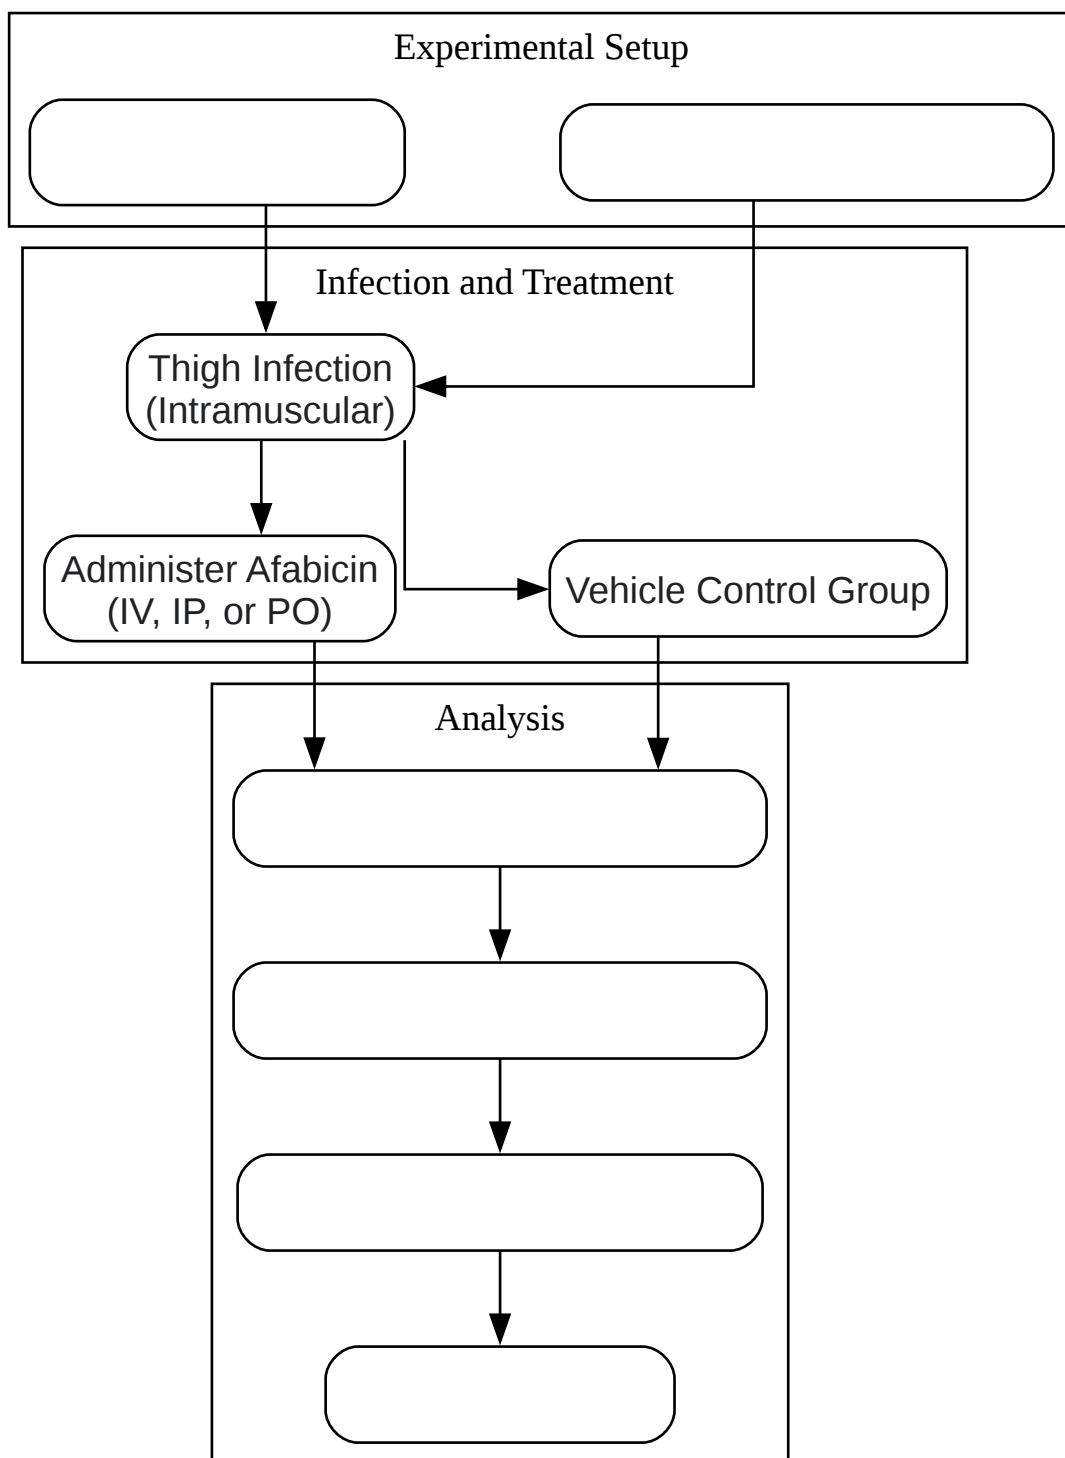 Experimental Setup
Infection and Treatment
Thigh Infection
(Intramuscular)
Administer Afabicin
(IV, IP, or PO)
Vehicle Control Group
Analysis